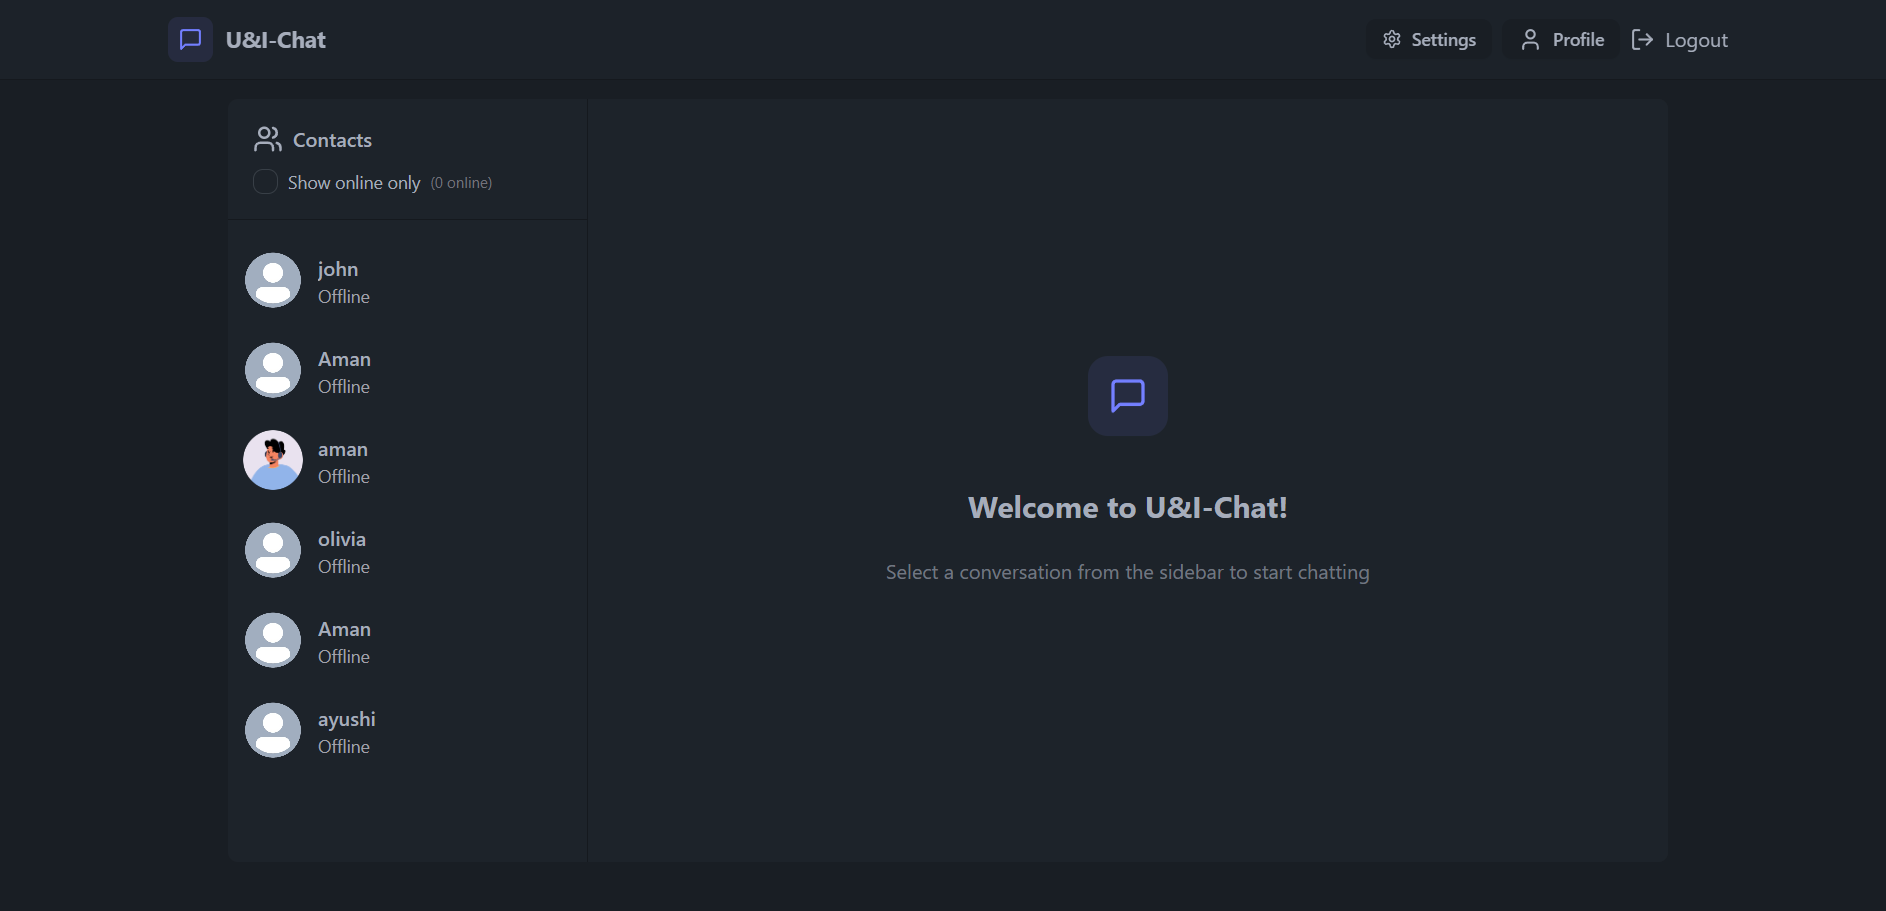 U&I-Chat
Settings
Profile
Logout
Contacts
Show online only (0 online)
john
Offline
Aman
Offline
aman
Offline
olivia
Offline
Aman
Offline
ayushi
Offline
Welcome to U&I-Chat!
Select a conversation from the sidebar to start chatting